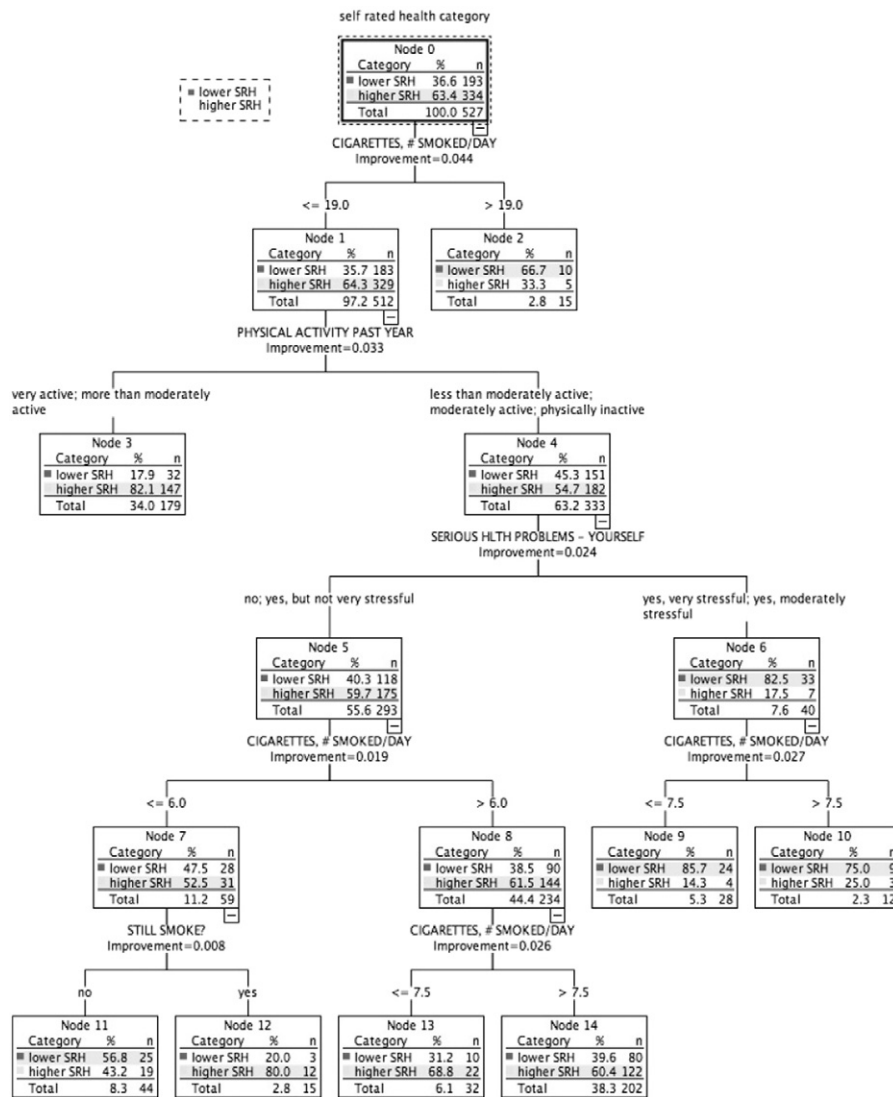 self rated health category
lower SRH
higher SRH
Node 0
Category % n
lower SRH 36.6 193
higher SRH 63.4 334
Total 100.0 527
CIGARETTES, # SMOKED/DAY
Improvement=0.044
<= 19.0
> 19.0
Node 1
Category % n
lower SRH 35.7 183
higher SRH 64.3 329
Total 97.2 512
Node 2
Category % n
lower SRH 66.7 10
higher SRH 33.3 5
Total 2.8 15
PHYSICAL ACTIVITY PAST YEAR
Improvement=0.033
very active; more than moderately
active
less than moderately active;
moderately active; physically inactive
Node 3
Category % n
lower SRH 17.9 32
higher SRH 82.1 147
Total 34.0 179
Node 4
Category % n
lower SRH 45.3 151
higher SRH 54.7 182
Total 63.2 333
SERIOUS HLTH PROBLEMS - YOURSELF
Improvement=0.024
no; yes, but not very stressful
yes, very stressful; yes, moderately
stressful
Node 5
Category % n
lower SRH 40.3 118
higher SRH 59.7 175
Total 55.6 293
Node 6
Category % n
lower SRH 82.5 33
higher SRH 17.5 7
Total 7.6 40
CIGARETTES, # SMOKED/DAY
Improvement=0.019
CIGARETTES, # SMOKED/DAY
Improvement=0.027
<= 6.0
> 6.0
<= 7.5
> 7.5
Node 7
Category % n
lower SRH 47.5 28
higher SRH 52.5 31
Total 11.2 59
Node 8
Category % n
lower SRH 38.5 90
higher SRH 61.5 144
Total 44.4 234
Node 9
Category % n
lower SRH 85.7 24
higher SRH 14.3 4
Total 5.3 28
Node 10
Category %
lower SRH 75.0 9
higher SRH 25.0 3
Total 2.3 12
STILL SMOKE?
Improvement=0.008
CIGARETTES, # SMOKED/DAY
Improvement=0.026
no
yes
<= 7.5
> 7.5
Node 11
Category % n
lower SRH 56.8 25
higher SRH 43.2 19
Total 8.3 44
Node 12
Category % n
lower SRH 20.0 3
higher SRH 80.0 12
Total 2.8 15
Node 13
Category % n
lower SRH 31.2 10
higher SRH 68.8 22
Total 6.1 32
Node 14
Category % n
lower SRH 39.6 80
higher SRH 60.4 122
Total 38.3 202